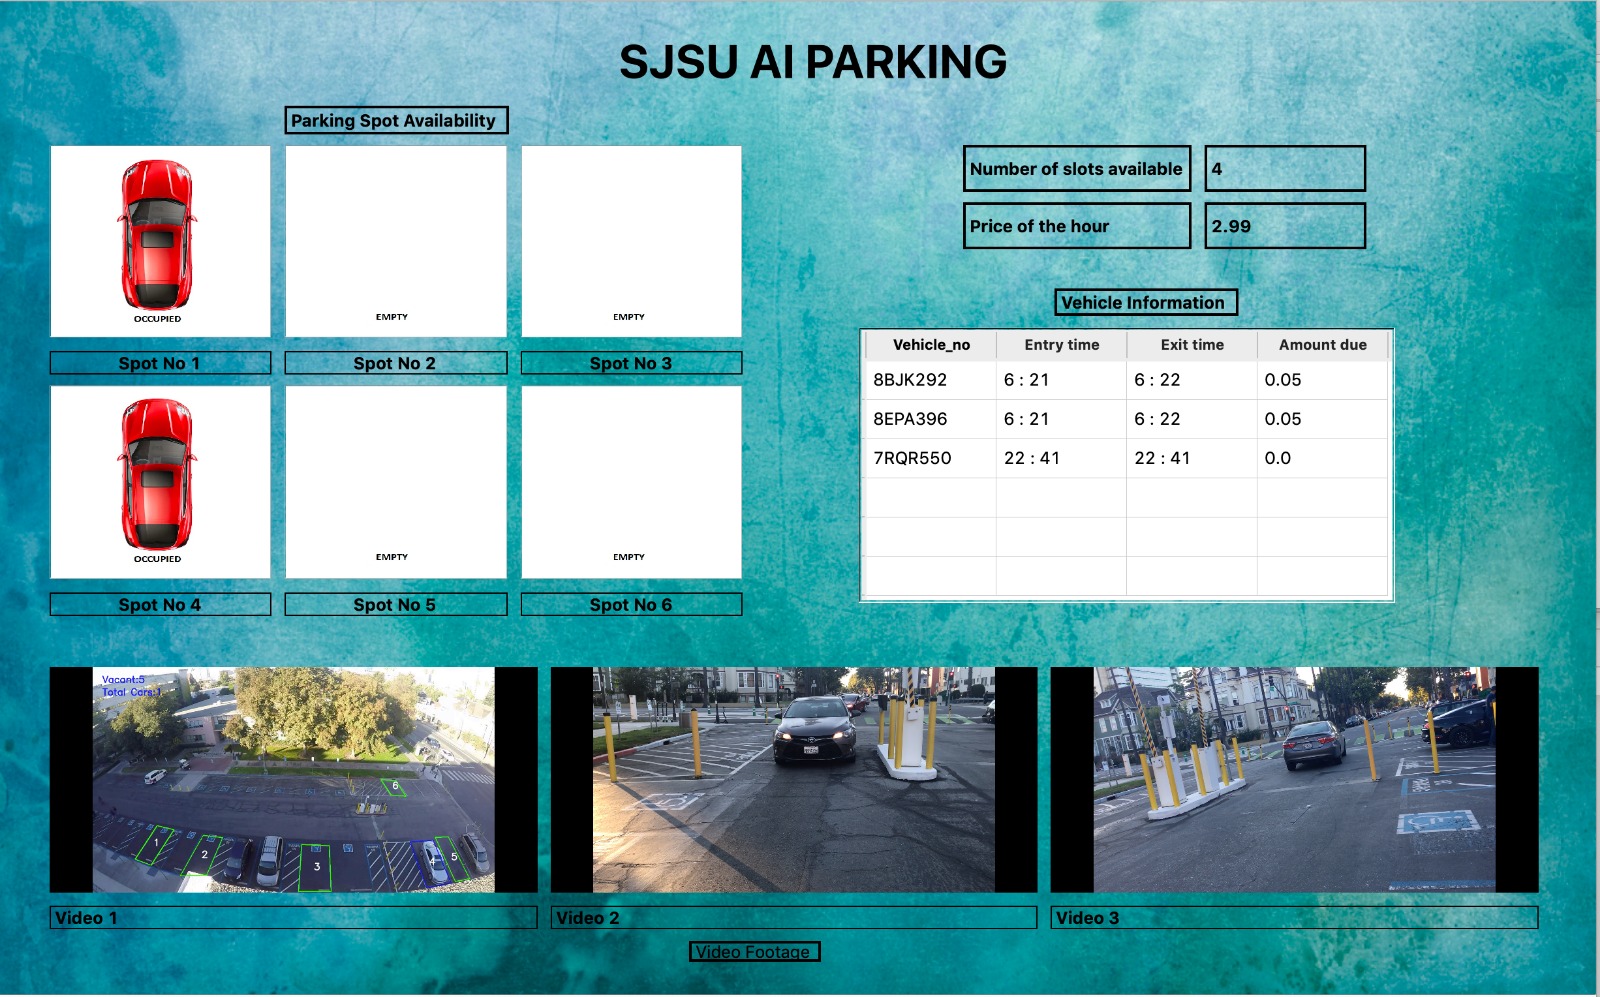 SJSU AI PARKING
Parking Spot Availability
OCCUPIED
EMPTY
EMPTY
Spot No 1
Spot No 2
Spot No 3
OCCUPIED
EMPTY
EMPTY
Spot No 4
Spot No 5
Spot No 6
Number of slots available
4
Price of the hour
2.99
Vehicle Information
Vehicle_no Entry time Exit time Amount due
8BJK292 6 : 21 6 : 22 0.05
8EPA396 6 : 21 6 : 22 0.05
7RQR550 22 : 41 22 : 41 0.0
Vacant:5
Total Cars:1
6
1
2
3
4
5
Video 1
Video 2
Video 3
Video Footage